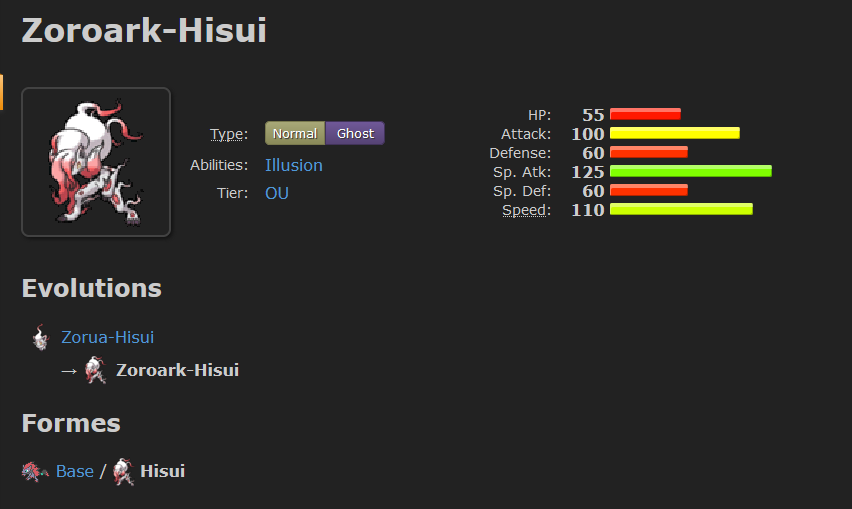 Zoroark-Hisui
Type: Normal Ghost
Abilities: Illusion
Tier: OU
HP: 55
Attack: 100
Defense: 60
Sp. Atk: 125
Sp. Def: 60
Speed: 110
Evolutions
Zorua-Hisui
→ Zoroark-Hisui
Formes
Base / Hisui